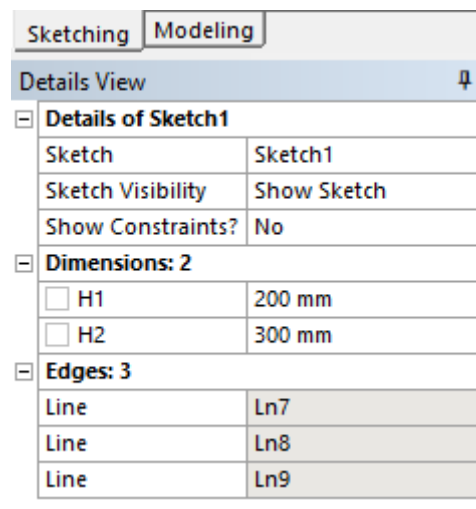 Sketching Modeling
Details View
Details of Sketch1
Sketch Sketch1
Sketch Visibility Show Sketch
Show Constraints? No
Dimensions: 2
H1 200 mm
H2 300 mm
Edges: 3
Line Ln7
Line Ln8
Line Ln9